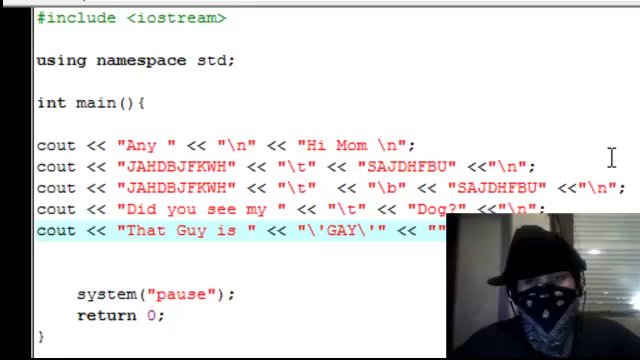 #include <iostream>
using namespace std;
int main(){
cout << "Any " << "\n" << "Hi Mom \n";
cout << "JAHDBJFKWH" << "\t" << "SAJDHFBU" <<"\n";
cout << "JAHDBJFKWH" << "\t"  << "\b" << "SAJDHFBU" <<"\n";
cout << "Did you see my " << "\t" << "Dog?" <<"\n";
cout << "That Guy is " << "\'GAY\'" << ""
system("pause");
return 0;
}